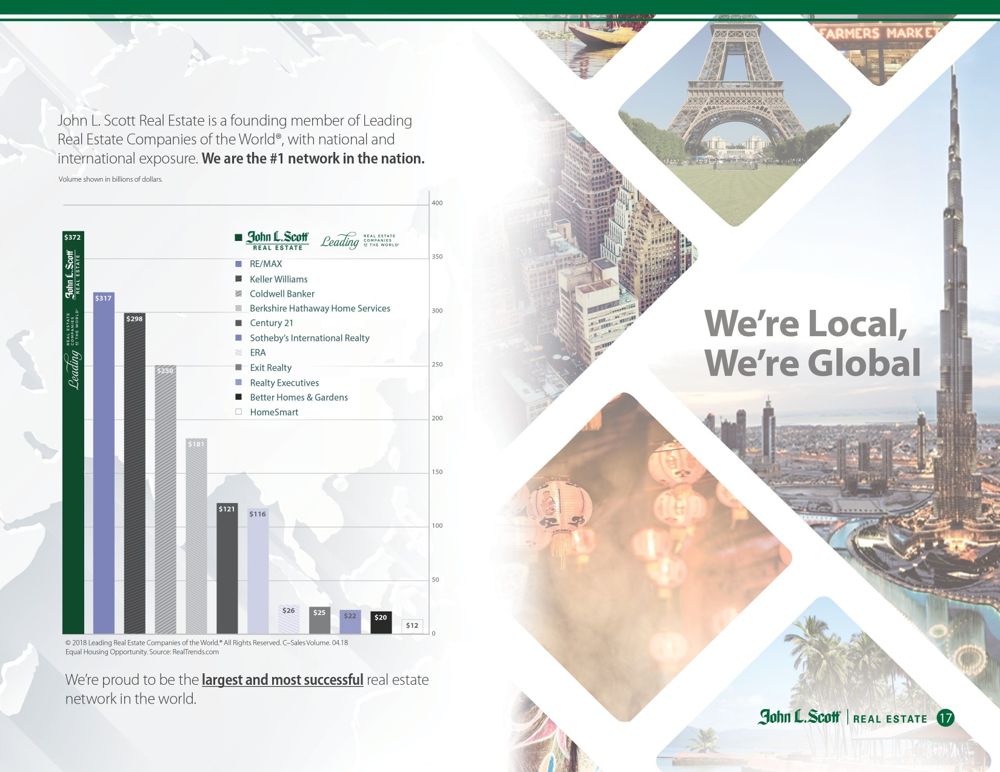 John L. Scott Real Estate is a founding member of Leading
Real Estate Companies of the World®, with national and
international exposure. We are the #1 network in the nation.
Volume shown in billions of dollars.
400
350
300
250
200
150
100
50
0
$372
John L. Scott
REAL ESTATE
Leading
REAL ESTATE
COMPANIES
OF THE WORLD®
$317
$298
$250
$181
$121
$116
$26
$25
$22
$20
$12
John L. Scott®
REAL ESTATE
Leading
REAL ESTATE
COMPANIES
OF THE WORLD®
RE/MAX
Keller Williams
Coldwell Banker
Berkshire Hathaway Home Services
Century 21
Sotheby’s International Realty
ERA
Exit Realty
Realty Executives
Better Homes & Gardens
HomeSmart
© 2018 Leading Real Estate Companies of the World.® All Rights Reserved. C–Sales Volume. 04.18
Equal Housing Opportunity. Source: RealTrends.com
We’re proud to be the largest and most successful real estate
network in the world.
FARMERS MARKET
We’re Local,
We’re Global
John L. Scott® | REAL ESTATE 17